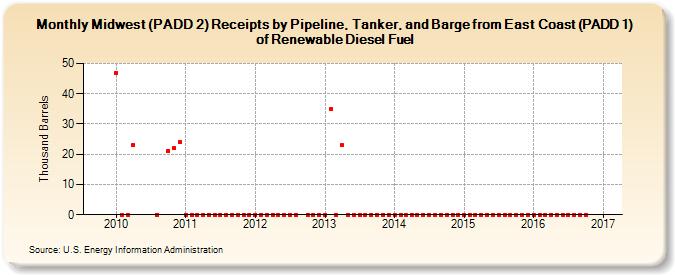 Monthly Midwest (PADD 2) Receipts by Pipeline, Tanker, and Barge from East Coast (PADD 1)
of Renewable Diesel Fuel
Thousand Barrels
50
40
30
20
10
0
2010 2011 2012 2013 2014 2015 2016 2017
Source: U.S. Energy Information Administration